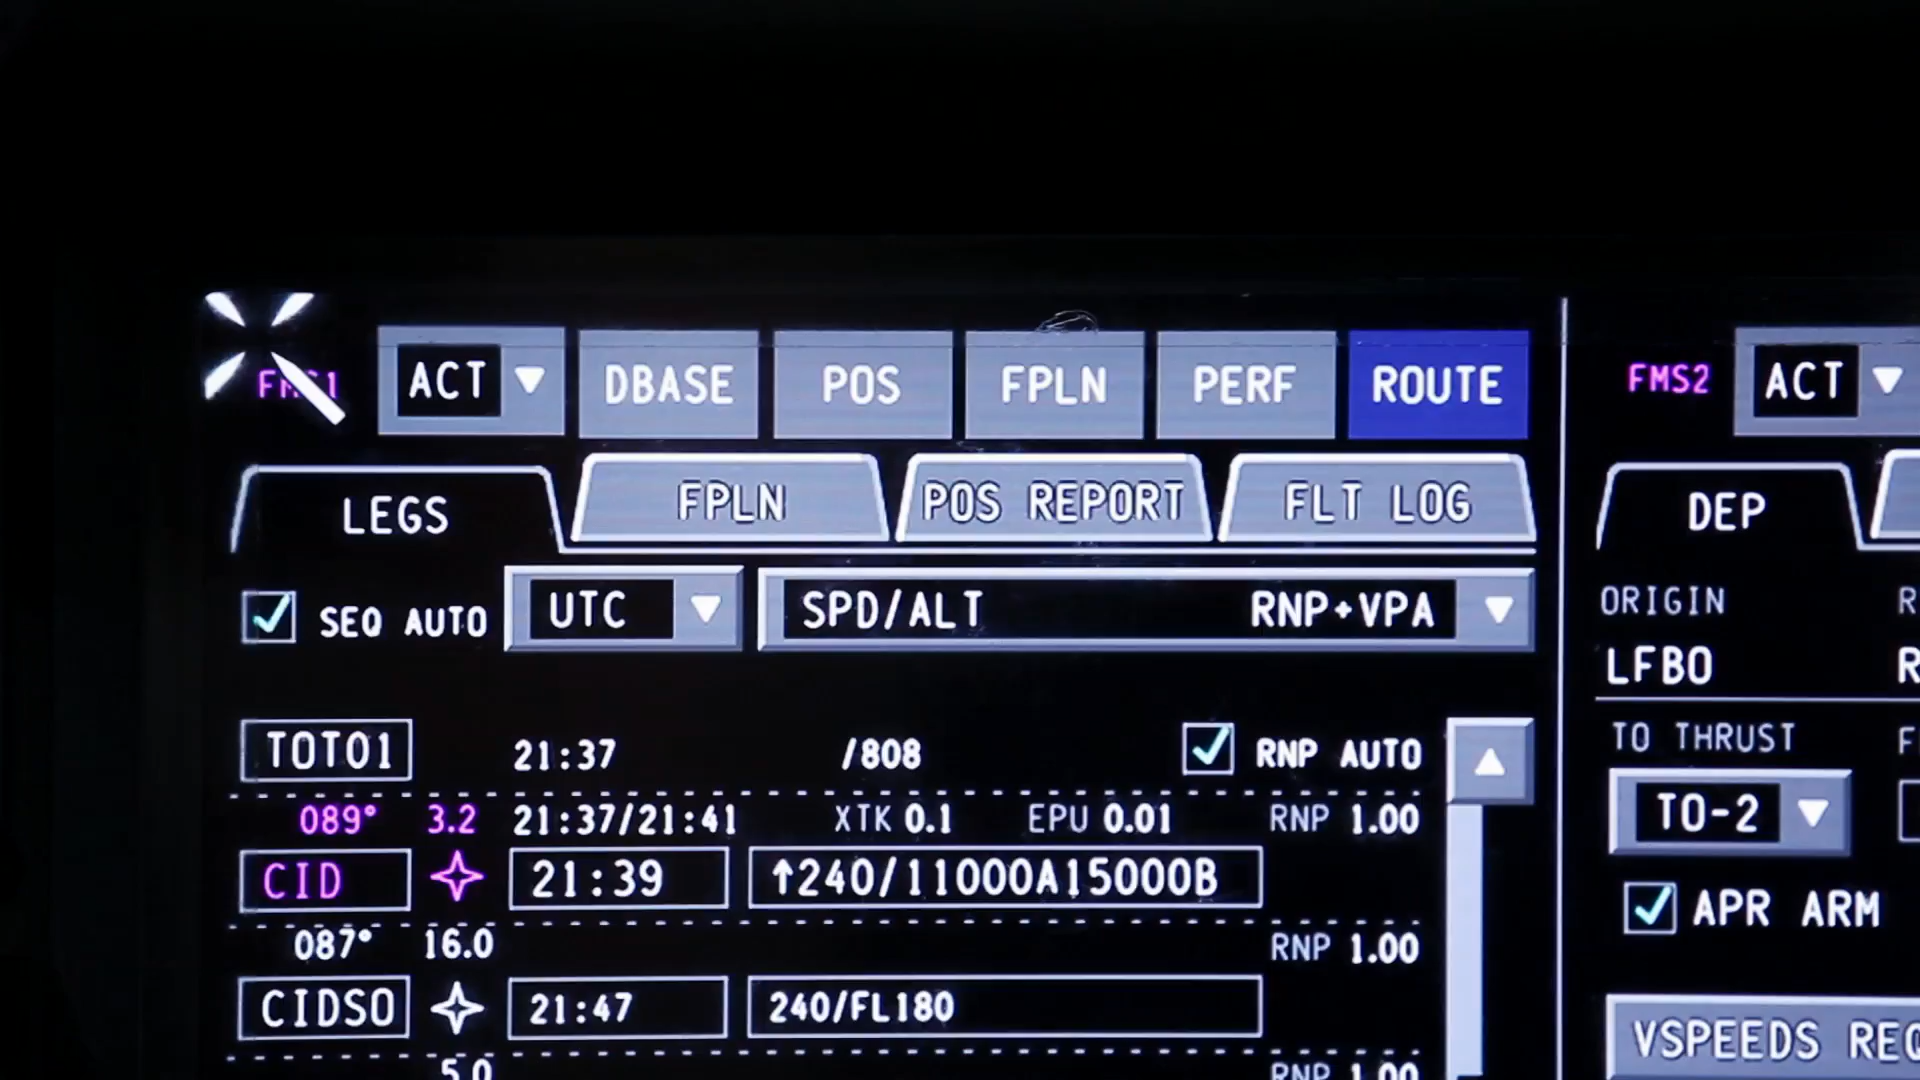 FMS1 ACT DBASE POS FPLN PERF ROUTE
LEGS FPLN POS REPORT FLT LOG
SEQ AUTO UTC SPD/ALT RNP+VPA
TOTO1 21:37 /808 RNP AUTO
089° 3.2 21:37/21:41 XTK 0.1 EPU 0.01 RNP 1.00
CID 21:39 ↑240/11000A15000B
087° 16.0 RNP 1.00
CIDSO 21:47 240/FL180
5.0 RNP 1.00
FMS2 ACT
DEP
ORIGIN
LFBO
TO THRUST
TO-2
APR ARM
VSPEEDS